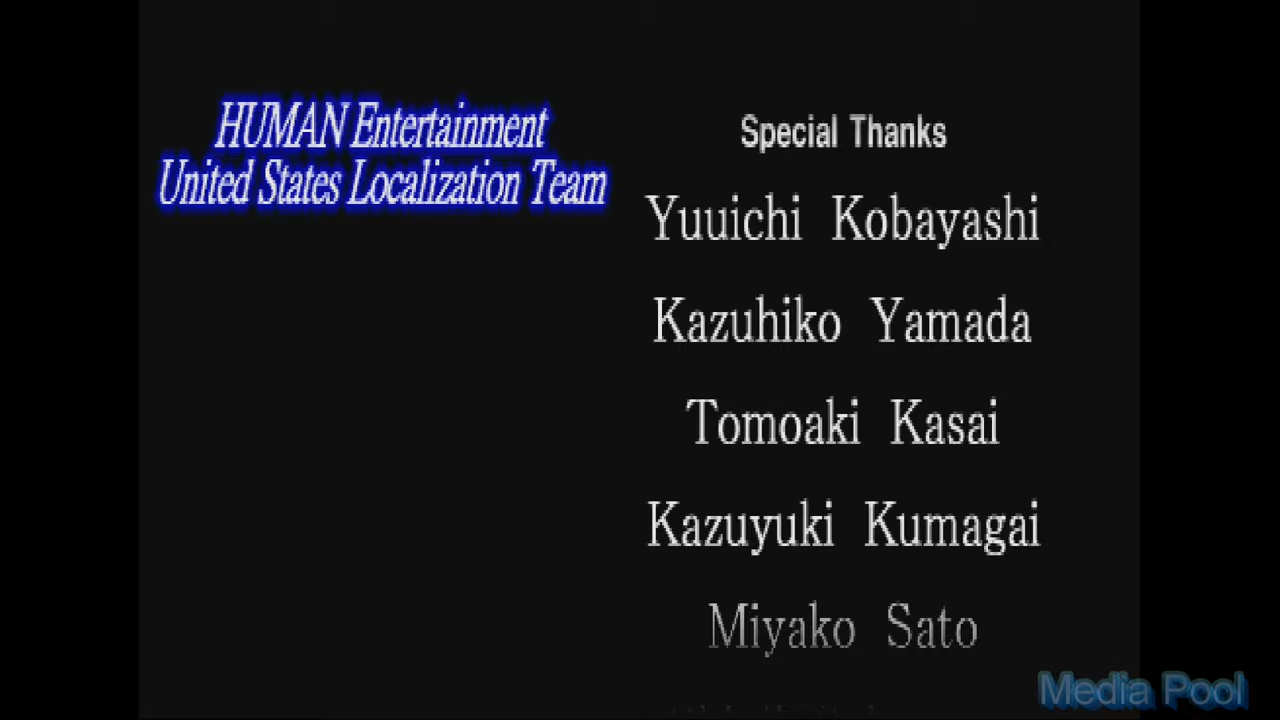 HUMAN Entertainment
United States Localization Team
Special Thanks
Yuuichi Kobayashi
Kazuhiko Yamada
Tomoaki Kasai
Kazuyuki Kumagai
Miyako Sato
Media Pool